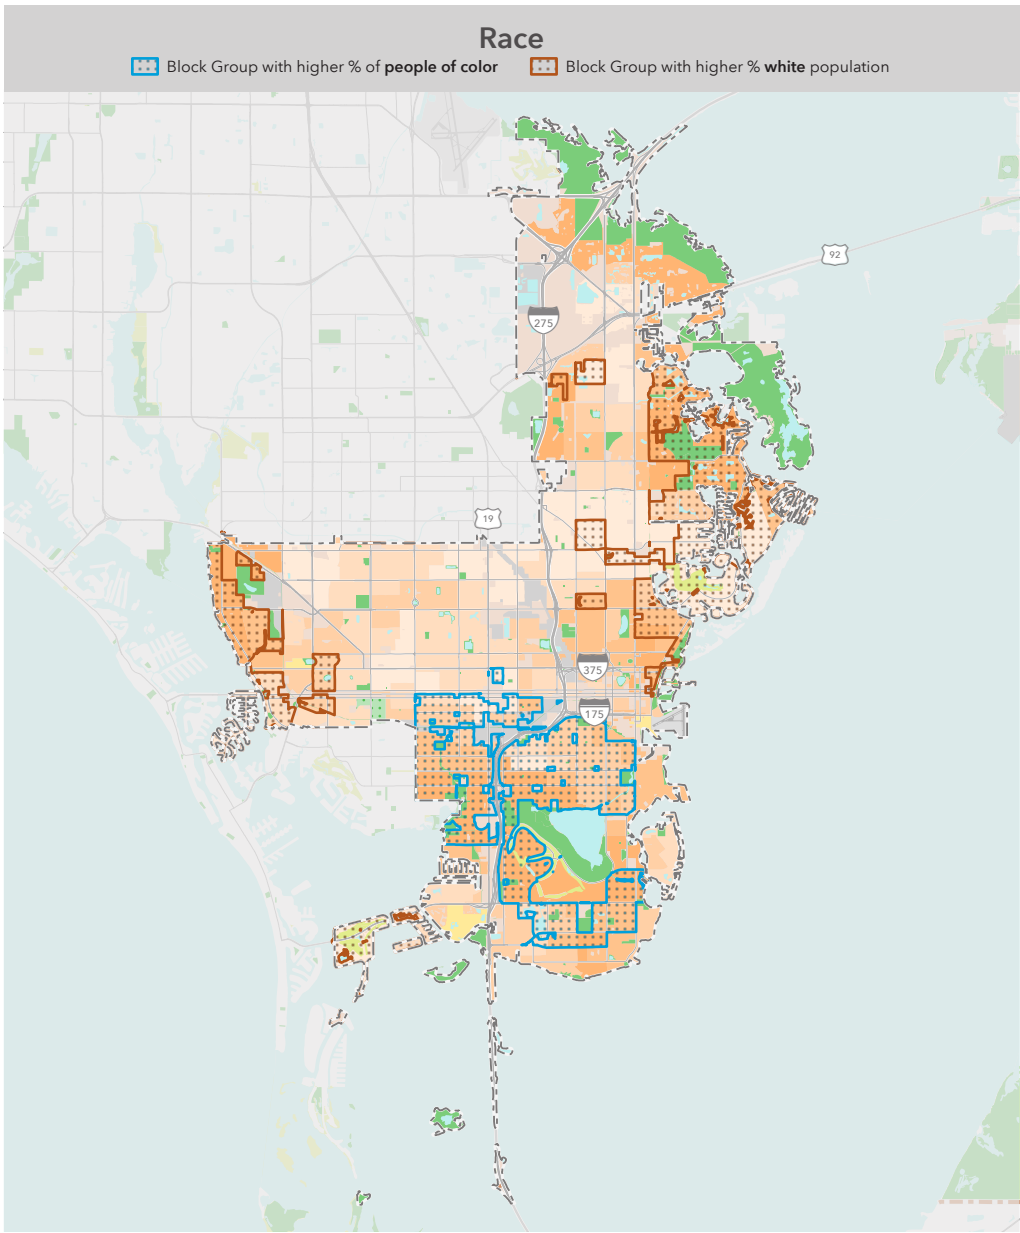 Race
Block Group with higher % of people of color Block Group with higher % white population
92
275
19
375
175